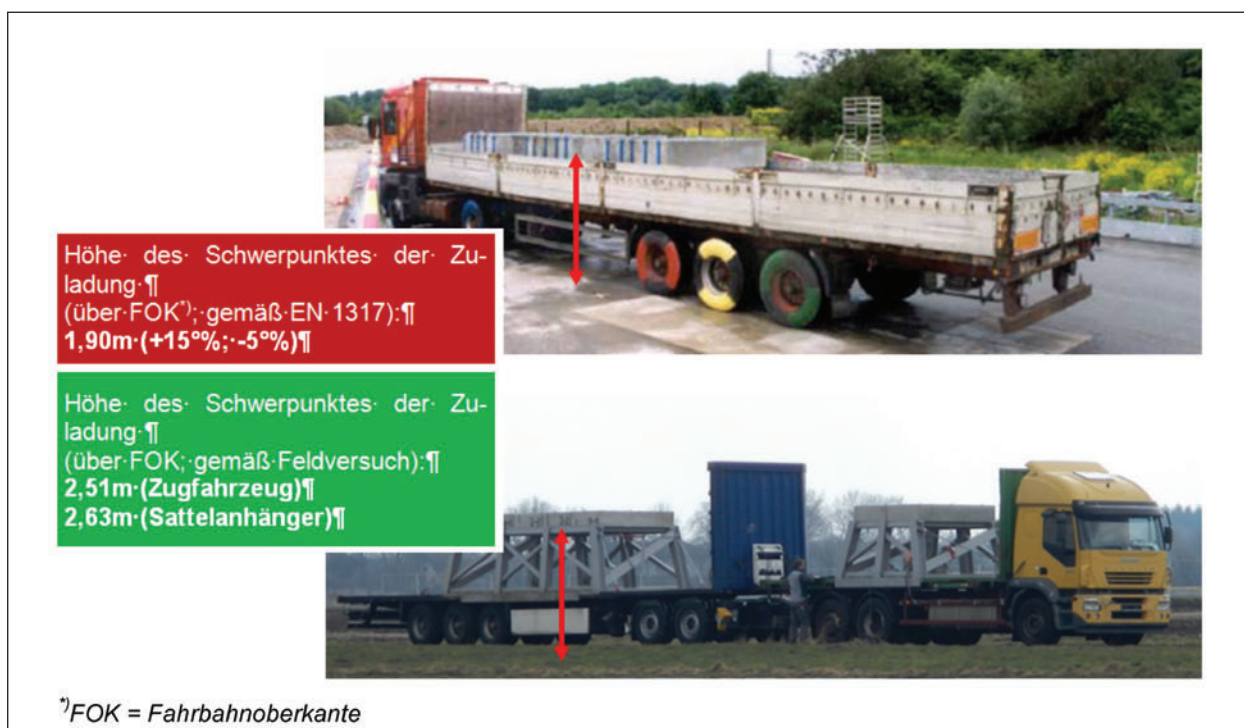 Höhe· des· Schwerpunktes· der· Zu-
ladung·¶
(über·FOK*);·gemäß·EN·1317):¶
1,90m·(+15°%;·-5°%)¶
Höhe· des· Schwerpunktes· der· Zu-
ladung·¶
(über·FOK;·gemäß·Feldversuch):¶
2,51m·(Zugfahrzeug)¶
2,63m·(Sattelanhänger)¶
*)FOK = Fahrbahnoberkante